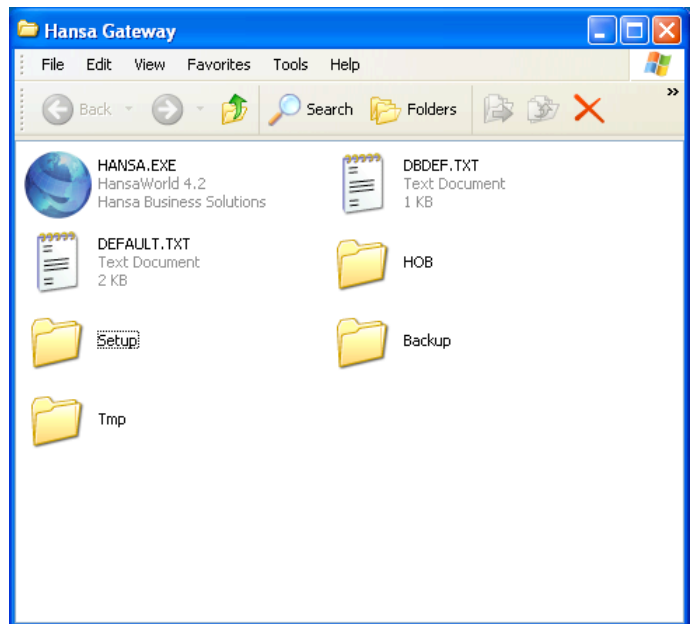 Hansa Gateway
File Edit View Favorites Tools Help
Back Search Folders »
HANSA.EXE
HansaWorld 4.2
Hansa Business Solutions
DBDEF.TXT
Text Document
1 KB
DEFAULT.TXT
Text Document
2 KB
HOB
Setup
Backup
Tmp